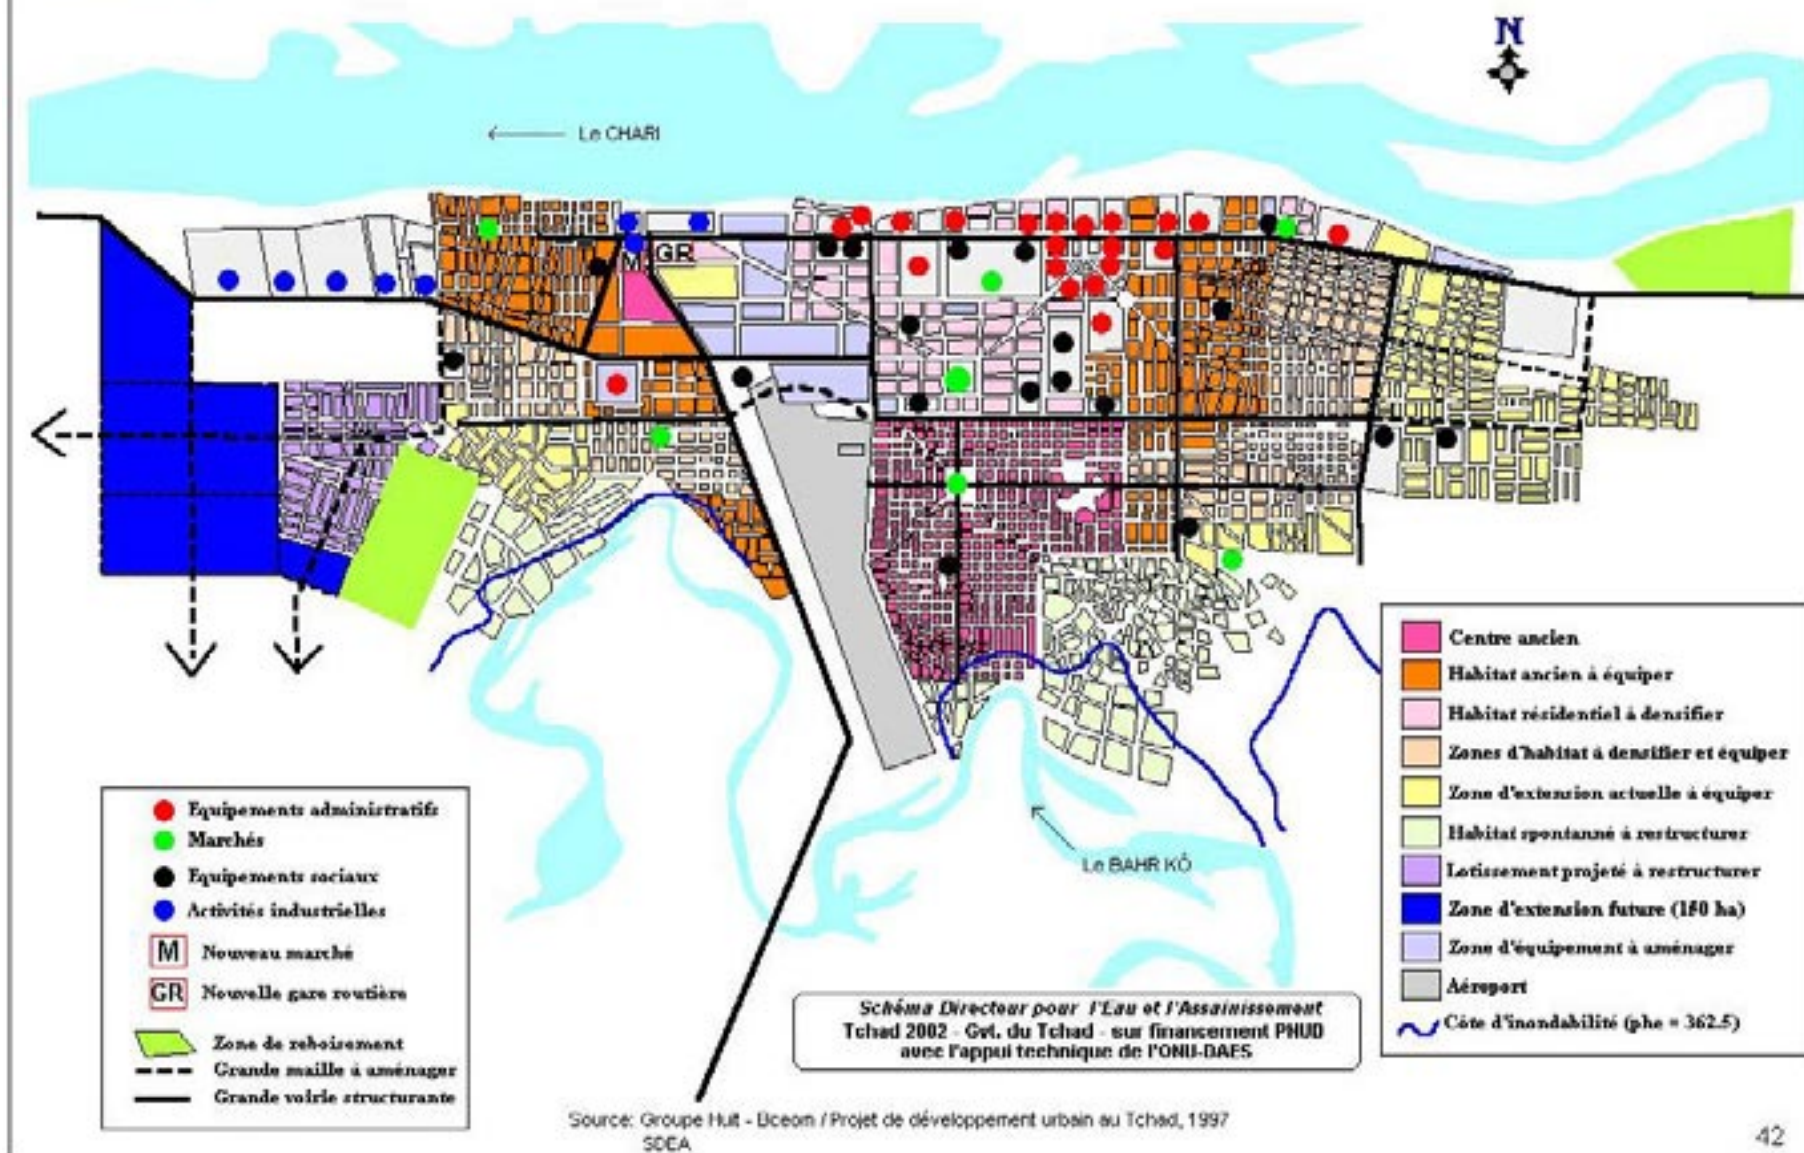 N
Le CHARI
M
GR
Centre ancien
Habitat ancien à équiper
Habitat résidentiel à densifier
Zones d'habitat à densifier et équiper
Zone d'extension actuelle à équiper
Habitat spontanné à restructurer
Lotissement projeté à restructurer
Zone d'extension future (150 ha)
Zone d'équipement à aménager
Aéroport
Côte d'inondabilité (phe = 362.5)
Equipements administratifs
Marchés
Equipements sociaux
Activités industrielles
M Nouveau marché
GR Nouvelle gare routière
Zone de reboisement
Grande maille à aménager
Grande voirie structurante
Le BAHR KÔ
Schéma Directeur pour l'Eau et l'Assainissement
Tchad 2002 - Gvt. du Tchad - sur financement PNUD
avec l'appui technique de l'ONU-DAES
Source: Groupe Huit - Bceom / Projet de développement urbain au Tchad, 1997
SDEA
42